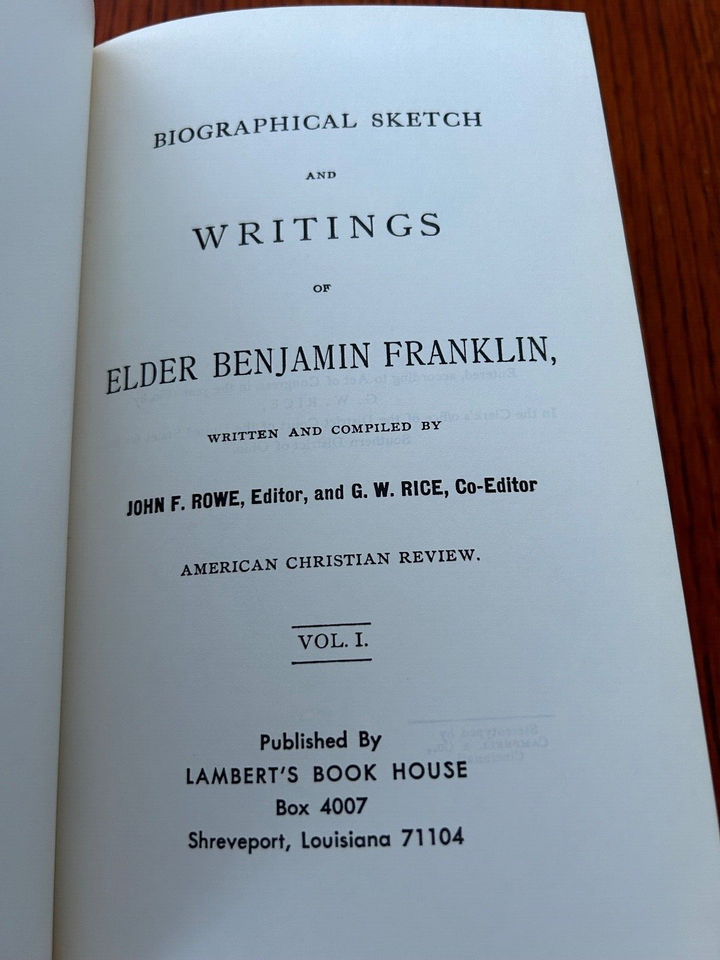 BIOGRAPHICAL SKETCH
AND
WRITINGS
OF
ELDER BENJAMIN FRANKLIN,
WRITTEN AND COMPILED BY
JOHN F. ROWE, Editor, and G. W. RICE, Co-Editor
AMERICAN CHRISTIAN REVIEW.
VOL. I.
Published By
LAMBERT'S BOOK HOUSE
Box 4007
Shreveport, Louisiana 71104